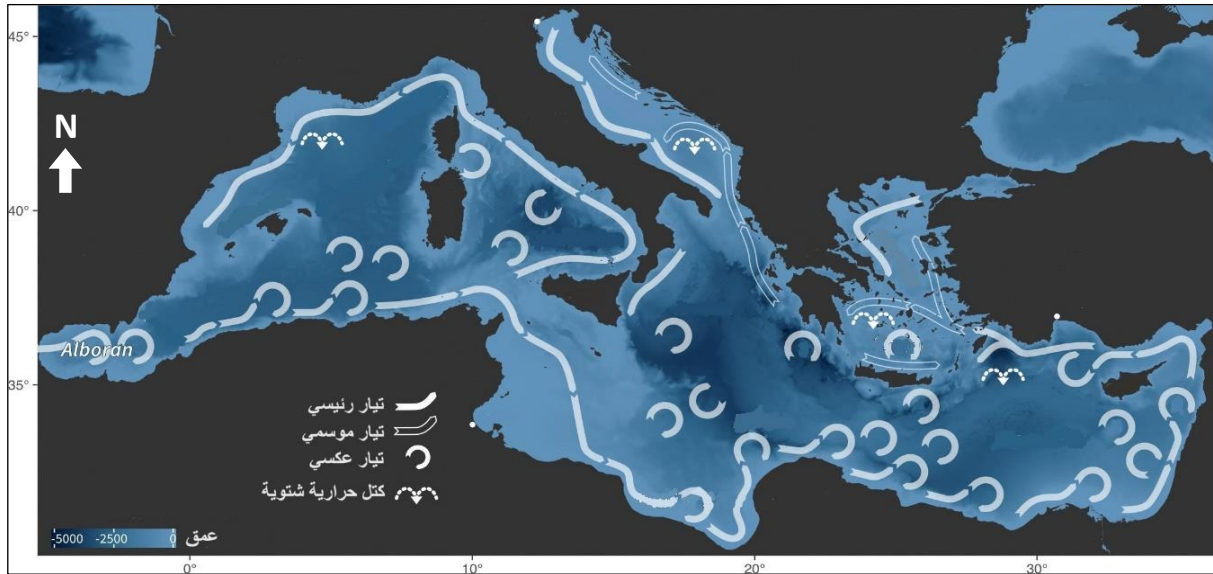 45°
N
40°
Alboran
35°
تيار رئيسي
تيار موسمي
تيار عكسي
كتل حرارية شتوية
-5000 -2500 0 عمق
0° 10° 20° 30°